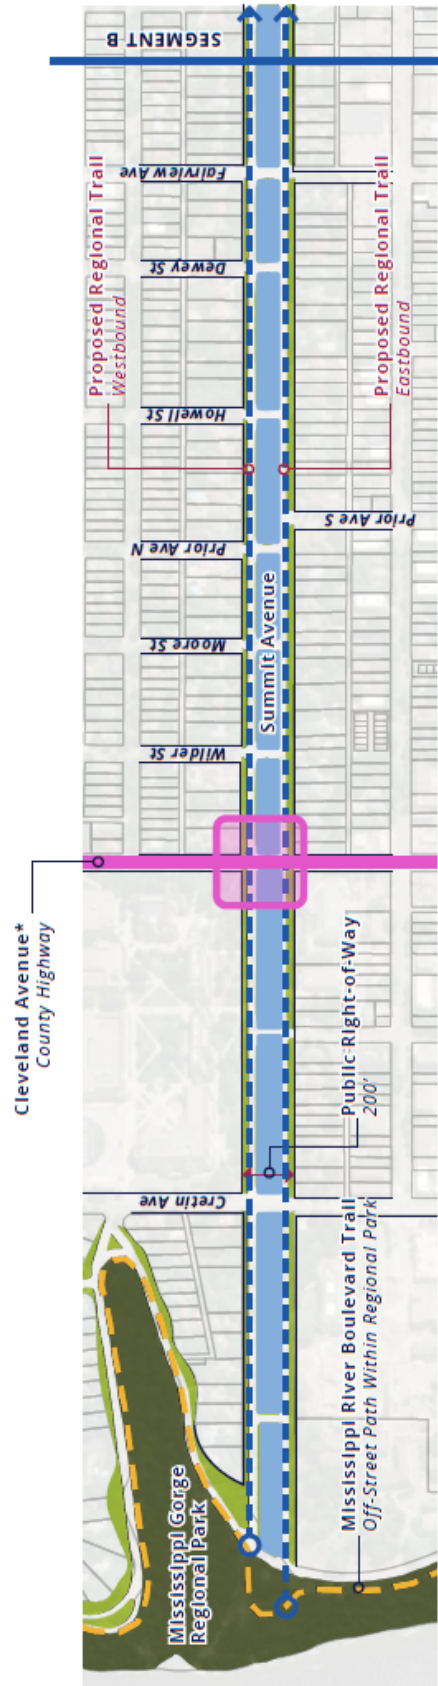 Cleveland Avenue*
County Highway
Mississippi Gorge
Regional Park
Cretin Ave
Wilder St
Moore St
Prior Ave N
Howell St
Dewey St
Fairview Ave
SEGMENT B
Proposed Regional Trail
Westbound
Summit Avenue
Public Right-of-Way
200'
Prior Ave S
Proposed Regional Trail
Eastbound
Mississippi River Boulevard Trail
Off-Street Path Within Regional Park